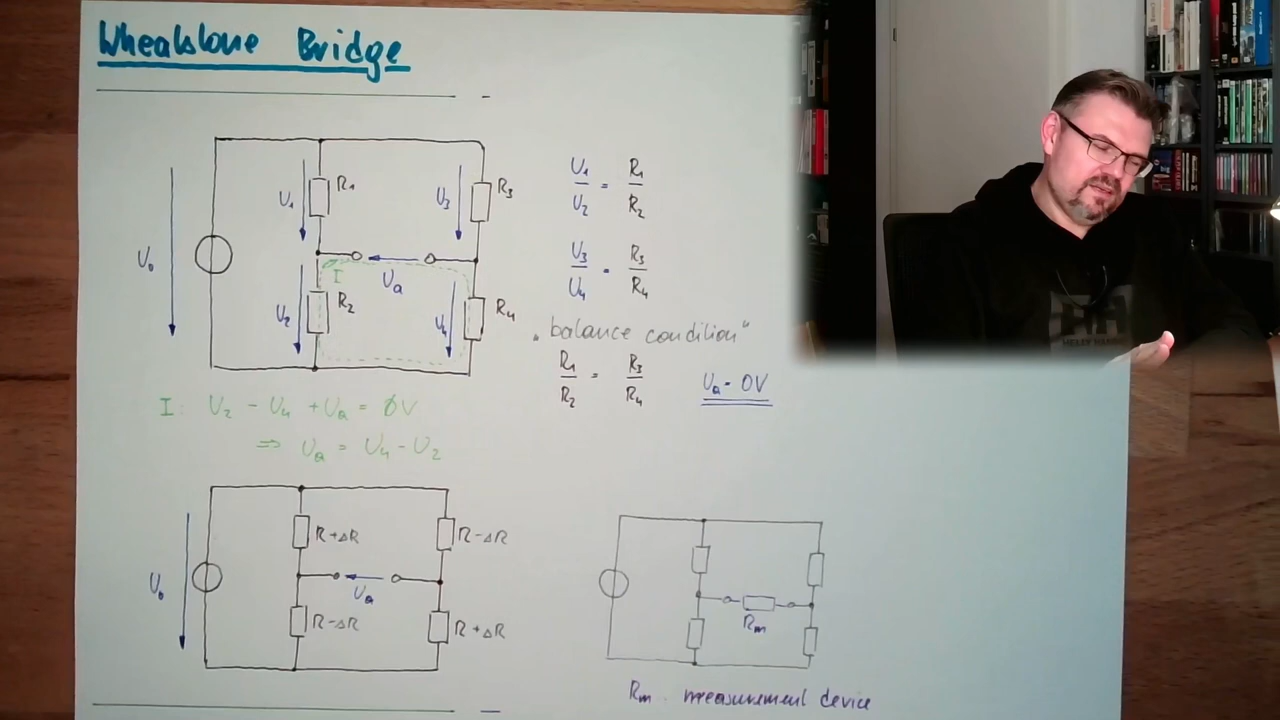 Wheatstone Bridge
U₀
U₁
R₁
U₃
R₃
I
Uₐ
U₂
R₂
U₄
R₄
U₁/U₂ = R₁/R₂
U₃/U₄ = R₃/R₄
"balance condition"
R₁/R₂ = R₃/R₄
Uₐ = 0V
I: U₂ - U₄ + Uₐ = 0V
⇒ Uₐ = U₄ - U₂
U₀
R+ΔR
R-ΔR
Uₐ
R-ΔR
R+ΔR
Rm
Rm: measurement device
HELLY HANSEN